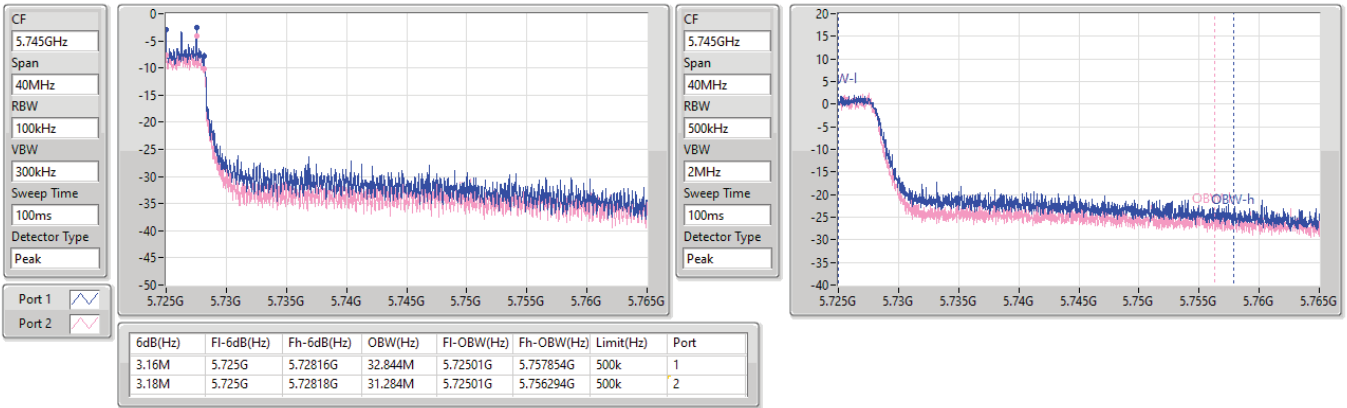 CF
5.745GHz
Span
40MHz
RBW
100kHz
VBW
300kHz
Sweep Time
100ms
Detector Type
Peak
Port 1
Port 2
0-
-5-
-10-
-15-
-20-
-25-
-30-
-35-
-40-
-45-
-50-
5.725G 5.73G 5.735G 5.74G 5.745G 5.75G 5.755G 5.76G 5.765G
CF
5.745GHz
Span
40MHz
RBW
500kHz
VBW
2MHz
Sweep Time
100ms
Detector Type
Peak
20-
15-
10-
5-
0-
-5-
-10-
-15-
-20-
-25-
-30-
-35-
-40-
W-l
OBW-h
5.725G 5.73G 5.735G 5.74G 5.745G 5.75G 5.755G 5.76G 5.765G
6dB(Hz) Fl-6dB(Hz) Fh-6dB(Hz) OBW(Hz) Fl-OBW(Hz) Fh-OBW(Hz) Limit(Hz) Port
3.16M 5.725G 5.72816G 32.844M 5.72501G 5.757854G 500k 1
3.18M 5.725G 5.72818G 31.284M 5.72501G 5.756294G 500k 2